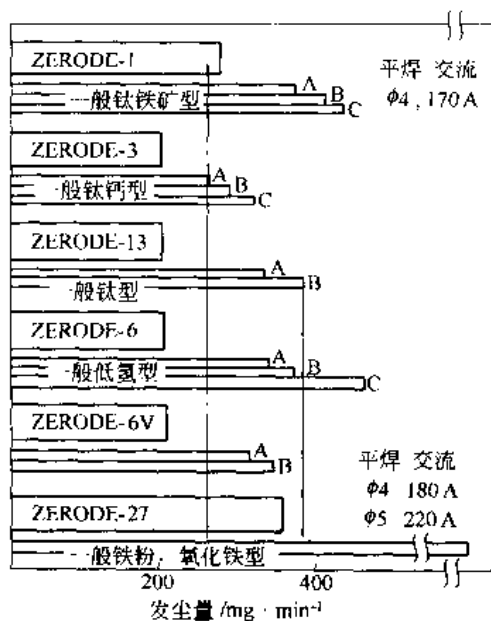 ZERODE-1
平焊 交流
ϕ4, 170 A
A
B
C
一般钛铁矿型
ZERODE-3
A
B
C
一般钛钙型
ZERODE-13
A
B
一般钛型
ZERODE-6
A
B
C
一般低氢型
ZERODE-6V
A
B
平焊 交流
ϕ4 180 A
ϕ5 220 A
ZERODE-27
一般铁粉、氧化铁型
200 400
发尘量/mg·min⁻¹